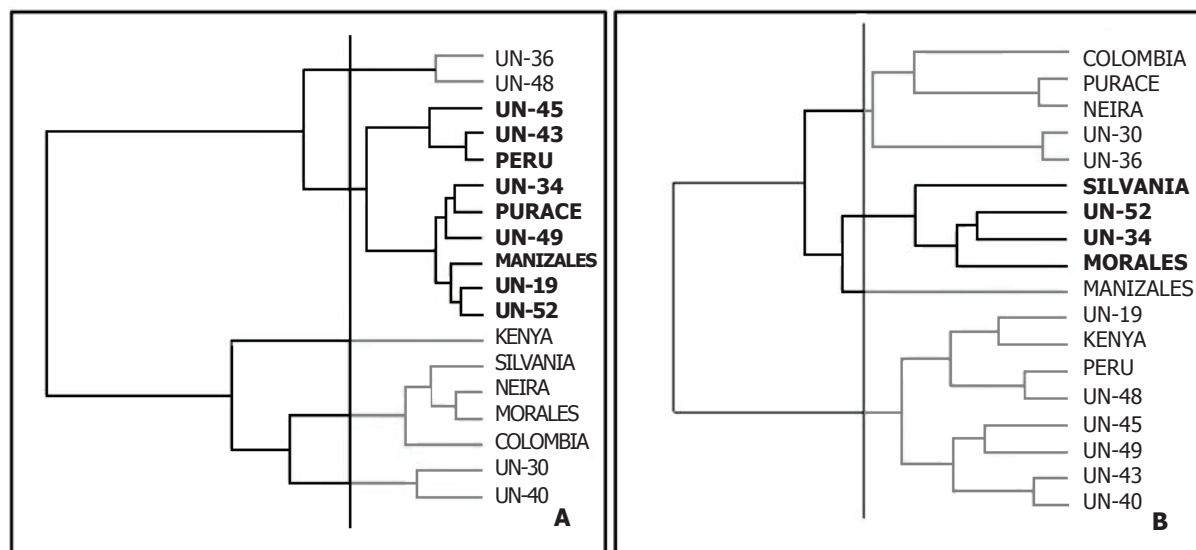 UN-36
UN-48
UN-45
UN-43
PERU
UN-34
PURACE
UN-49
MANIZALES
UN-19
UN-52
KENYA
SILVANIA
NEIRA
MORALES
COLOMBIA
UN-30
UN-40
A
COLOMBIA
PURACE
NEIRA
UN-30
UN-36
SILVANIA
UN-52
UN-34
MORALES
MANIZALES
UN-19
KENYA
PERU
UN-48
UN-45
UN-49
UN-43
UN-40
B